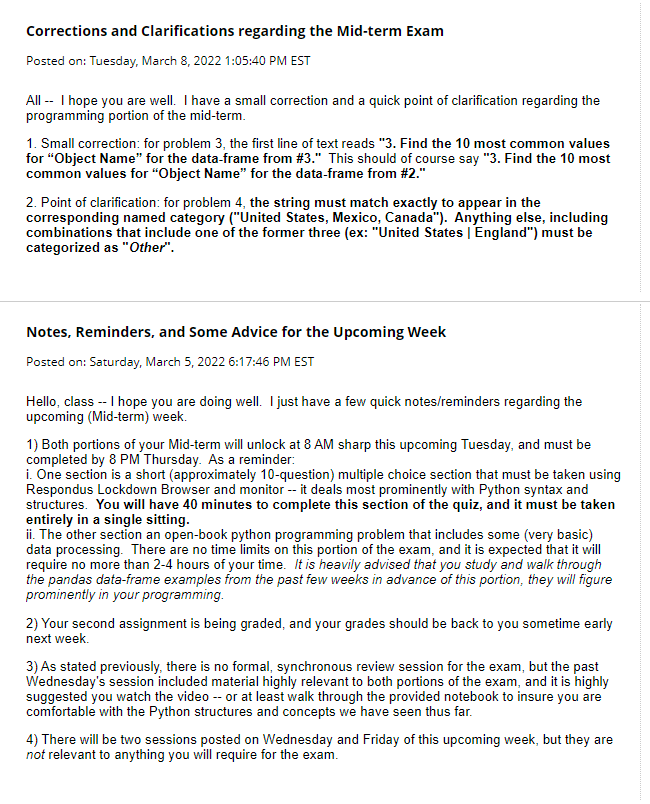 Corrections and Clarifications regarding the Mid-term Exam
Posted on: Tuesday, March 8, 2022 1:05:40 PM EST
All -- I hope you are well. I have a small correction and a quick point of clarification regarding the
programming portion of the mid-term.
1. Small correction: for problem 3, the first line of text reads "3. Find the 10 most common values
for “Object Name” for the data-frame from #3." This should of course say "3. Find the 10 most
common values for “Object Name” for the data-frame from #2."
2. Point of clarification: for problem 4, the string must match exactly to appear in the
corresponding named category ("United States, Mexico, Canada"). Anything else, including
combinations that include one of the former three (ex: "United States | England") must be
categorized as "Other".
Notes, Reminders, and Some Advice for the Upcoming Week
Posted on: Saturday, March 5, 2022 6:17:46 PM EST
Hello, class -- I hope you are doing well. I just have a few quick notes/reminders regarding the
upcoming (Mid-term) week.
1) Both portions of your Mid-term will unlock at 8 AM sharp this upcoming Tuesday, and must be
completed by 8 PM Thursday. As a reminder:
i. One section is a short (approximately 10-question) multiple choice section that must be taken using
Respondus Lockdown Browser and monitor -- it deals most prominently with Python syntax and
structures. You will have 40 minutes to complete this section of the quiz, and it must be taken
entirely in a single sitting.
ii. The other section an open-book python programming problem that includes some (very basic)
data processing. There are no time limits on this portion of the exam, and it is expected that it will
require no more than 2-4 hours of your time. It is heavily advised that you study and walk through
the pandas data-frame examples from the past few weeks in advance of this portion, they will figure
prominently in your programming.
2) Your second assignment is being graded, and your grades should be back to you sometime early
next week.
3) As stated previously, there is no formal, synchronous review session for the exam, but the past
Wednesday's session included material highly relevant to both portions of the exam, and it is highly
suggested you watch the video -- or at least walk through the provided notebook to insure you are
comfortable with the Python structures and concepts we have seen thus far.
4) There will be two sessions posted on Wednesday and Friday of this upcoming week, but they are
not relevant to anything you will require for the exam.